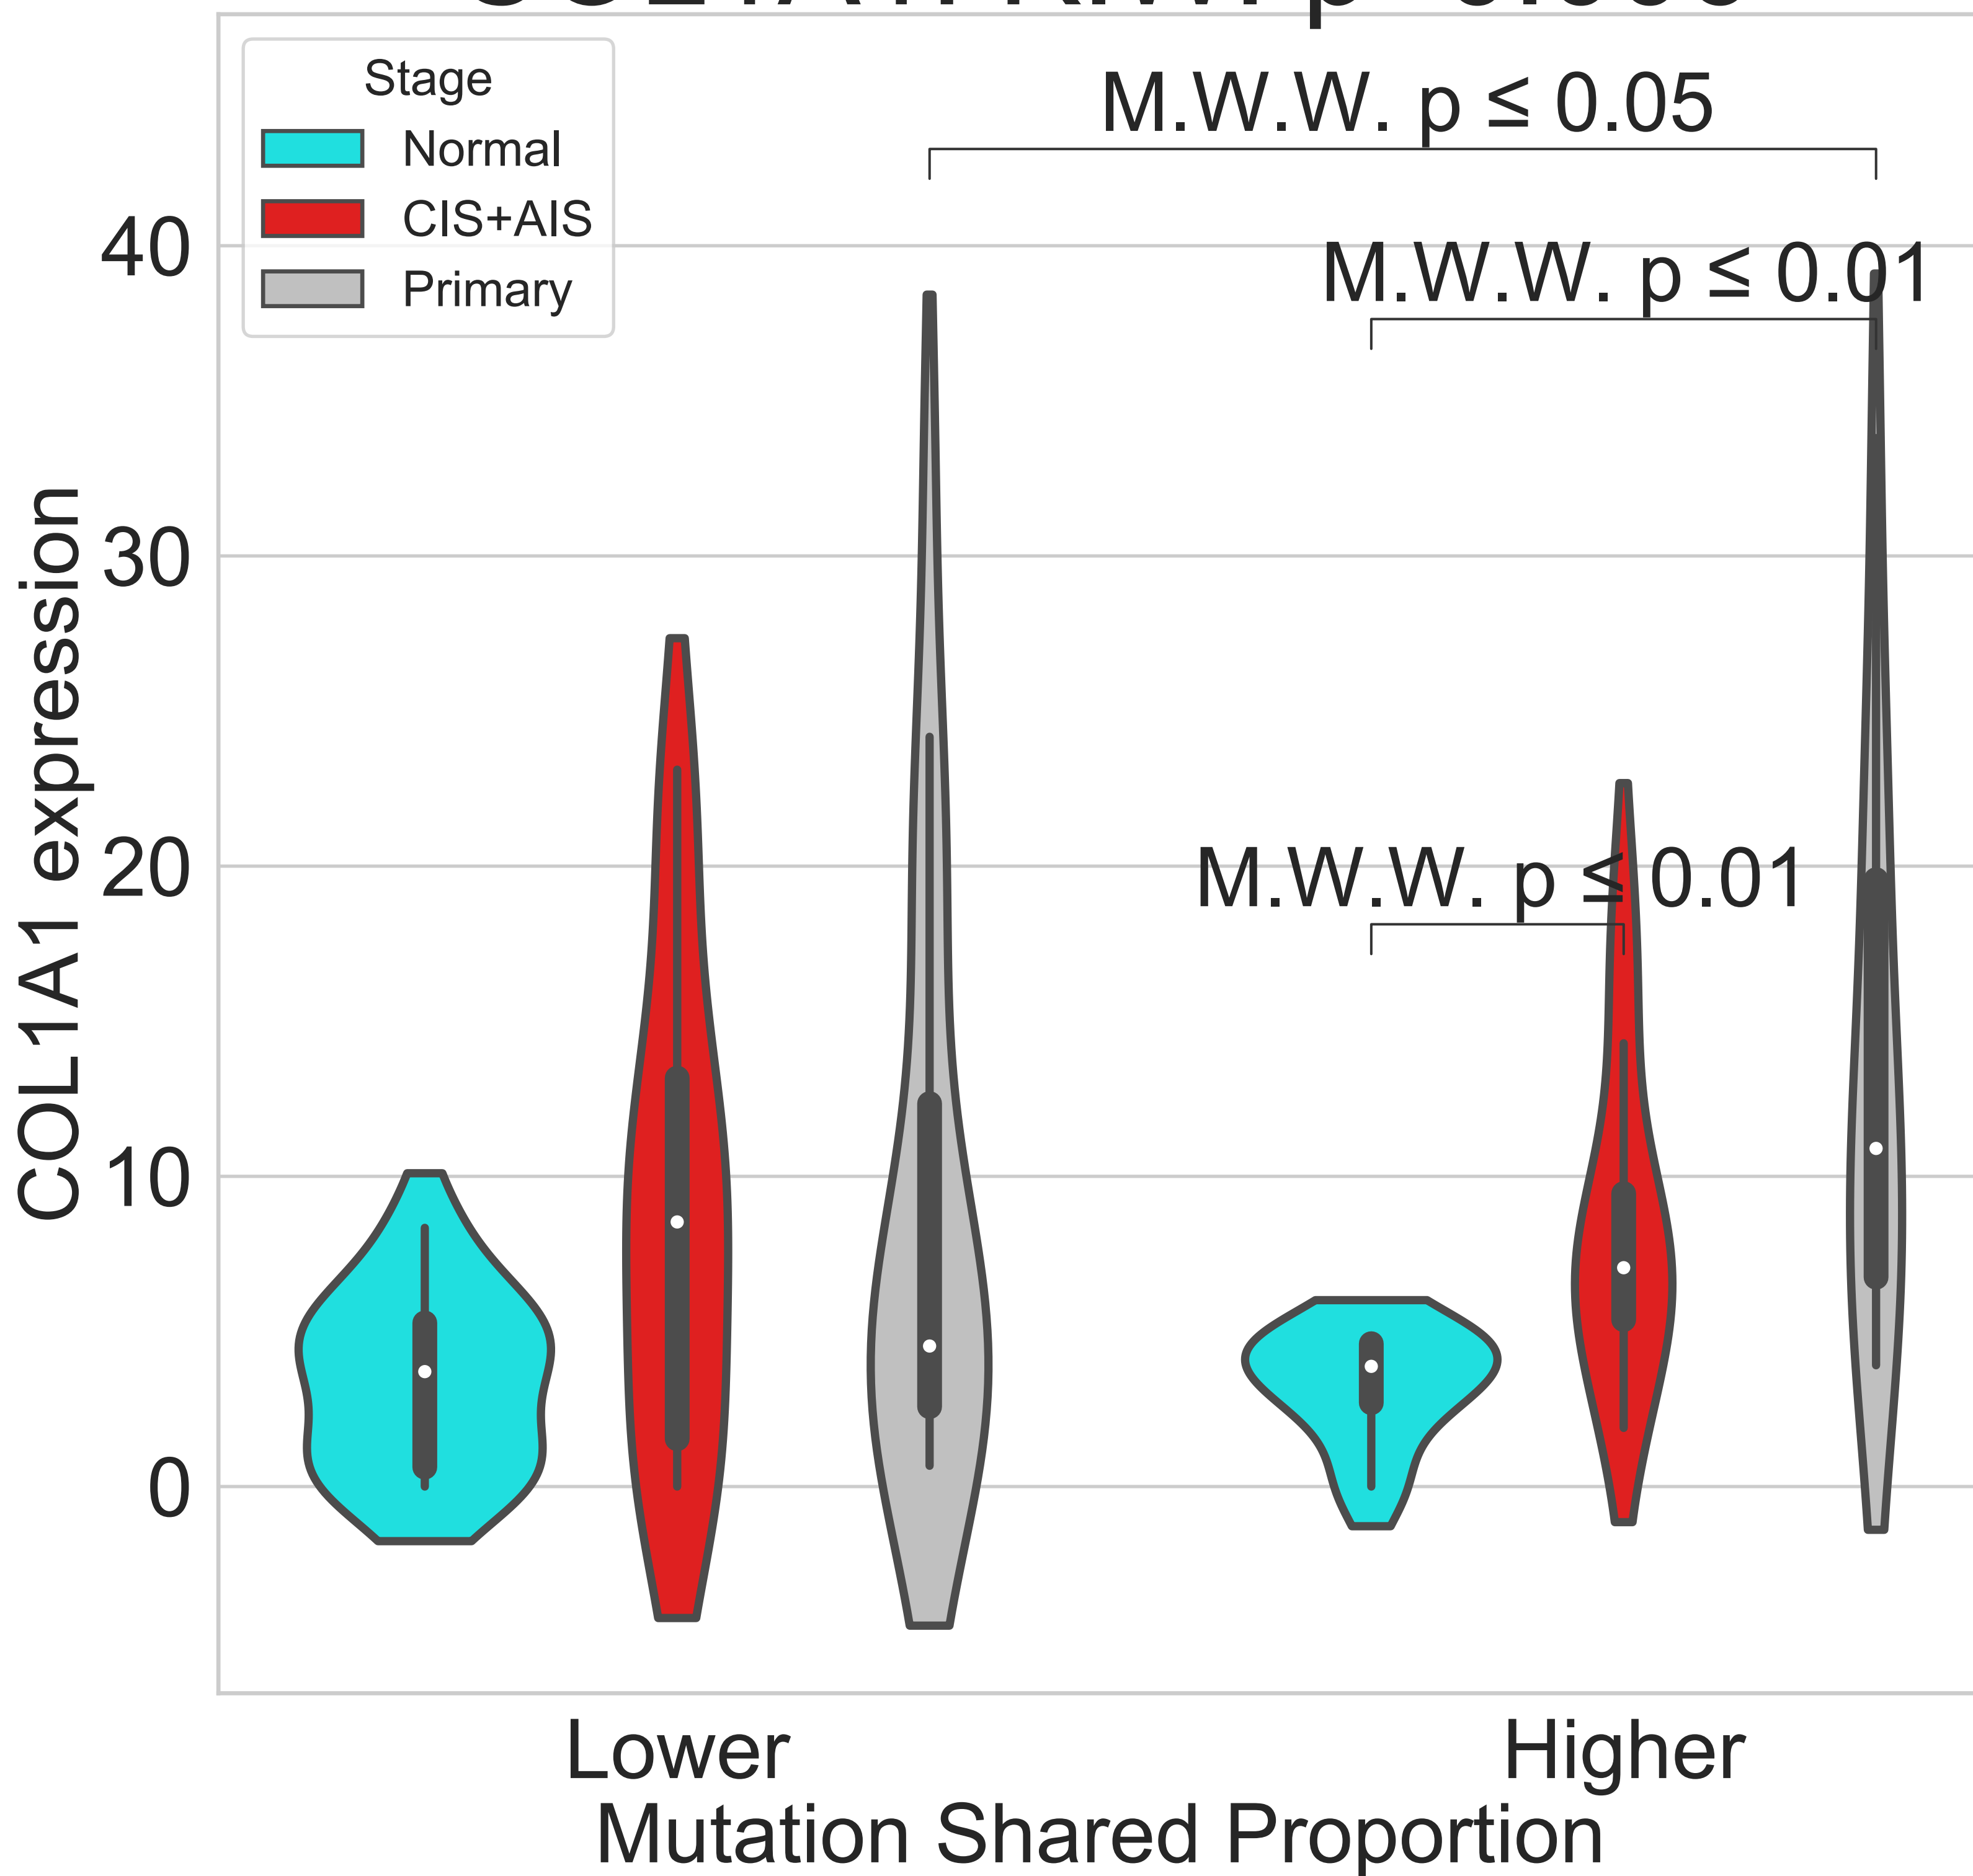 Stage
Normal
CIS+AIS
Primary
M.W.W. p ≤ 0.05
M.W.W. p ≤ 0.01
M.W.W. p ≤ 0.01
40
30
20
10
0
COL1A1 expression
Lower
Higher
Mutation Shared Proportion